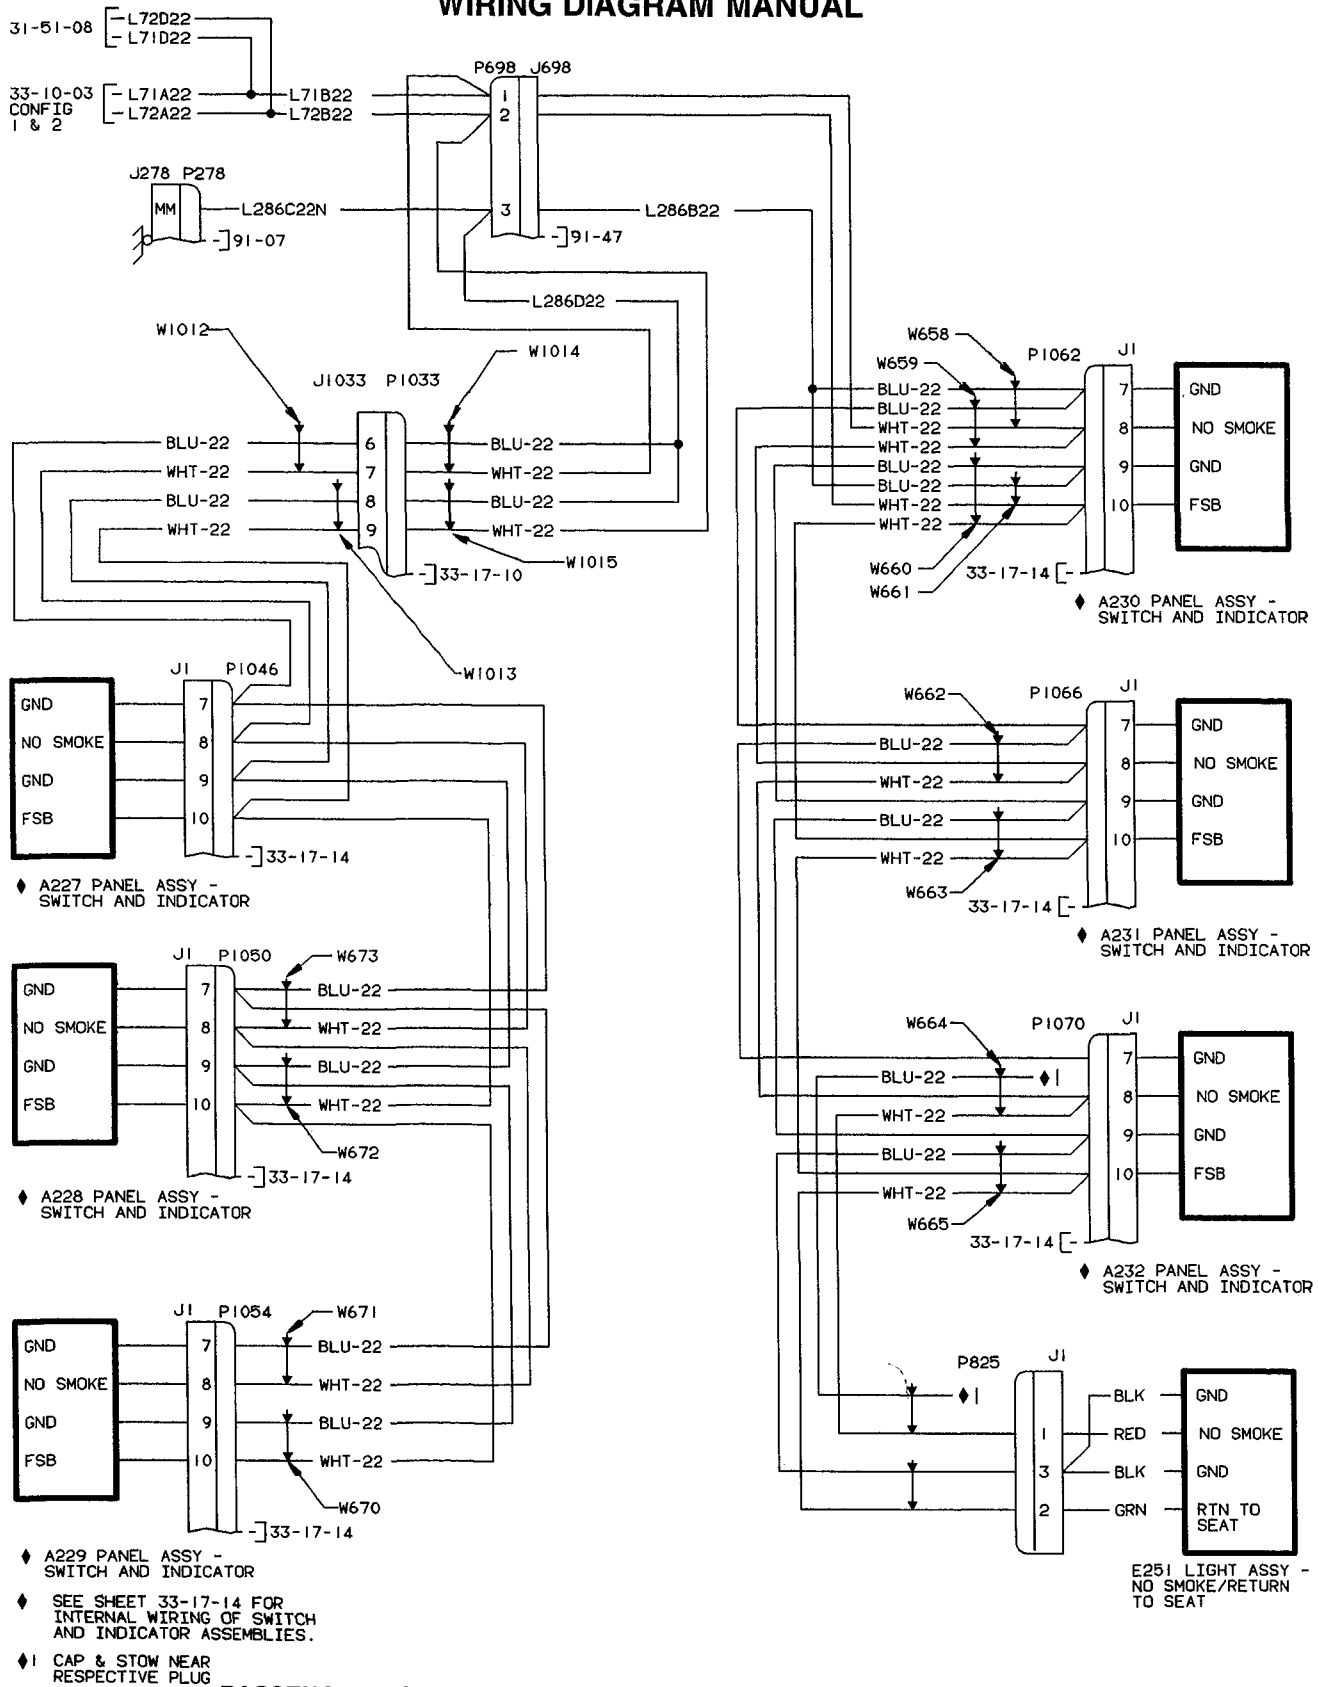 WIRING DIAGRAM MANUAL
31-51-08
L72D22
L71D22
33-10-03
CONFIG
1 & 2
L71A22
L72A22
L71B22
L72B22
P698 J698
1
2
3
91-47
J278 P278
MM
L286C22N
91-07
L286B22
L286D22
W1012
W1014
J1033 P1033
BLU-22 6 BLU-22
WHT-22 7 WHT-22
BLU-22 8 BLU-22
WHT-22 9 WHT-22
33-17-10
W1015
W1013
J1 P1046
GND 7
NO SMOKE 8
GND 9
FSB 10
33-17-14
♦ A227 PANEL ASSY -
SWITCH AND INDICATOR
J1 P1050
W673
GND 7 BLU-22
NO SMOKE 8 WHT-22
GND 9 BLU-22
FSB 10 WHT-22
W672
33-17-14
♦ A228 PANEL ASSY -
SWITCH AND INDICATOR
J1 P1054
W671
GND 7 BLU-22
NO SMOKE 8 WHT-22
GND 9 BLU-22
FSB 10 WHT-22
W670
33-17-14
♦ A229 PANEL ASSY -
SWITCH AND INDICATOR
♦ SEE SHEET 33-17-14 FOR
INTERNAL WIRING OF SWITCH
AND INDICATOR ASSEMBLIES.
♦1 CAP & STOW NEAR
RESPECTIVE PLUG
W658
W659
P1062 J1
BLU-22 7 GND
BLU-22
WHT-22 8 NO SMOKE
WHT-22
BLU-22 9 GND
BLU-22
WHT-22 10 FSB
WHT-22
W660
W661
33-17-14
♦ A230 PANEL ASSY -
SWITCH AND INDICATOR
W662
P1066 J1
7 GND
BLU-22
8 NO SMOKE
WHT-22
9 GND
BLU-22
10 FSB
WHT-22
W663
33-17-14
♦ A231 PANEL ASSY -
SWITCH AND INDICATOR
W664
P1070 J1
7 GND
BLU-22 ♦1
8 NO SMOKE
WHT-22
9 GND
BLU-22
10 FSB
WHT-22
W665
33-17-14
♦ A232 PANEL ASSY -
SWITCH AND INDICATOR
P825 J1
♦1 BLK GND
1 RED NO SMOKE
3 BLK GND
2 GRN RTN TO
SEAT
E251 LIGHT ASSY -
NO SMOKE/RETURN
TO SEAT